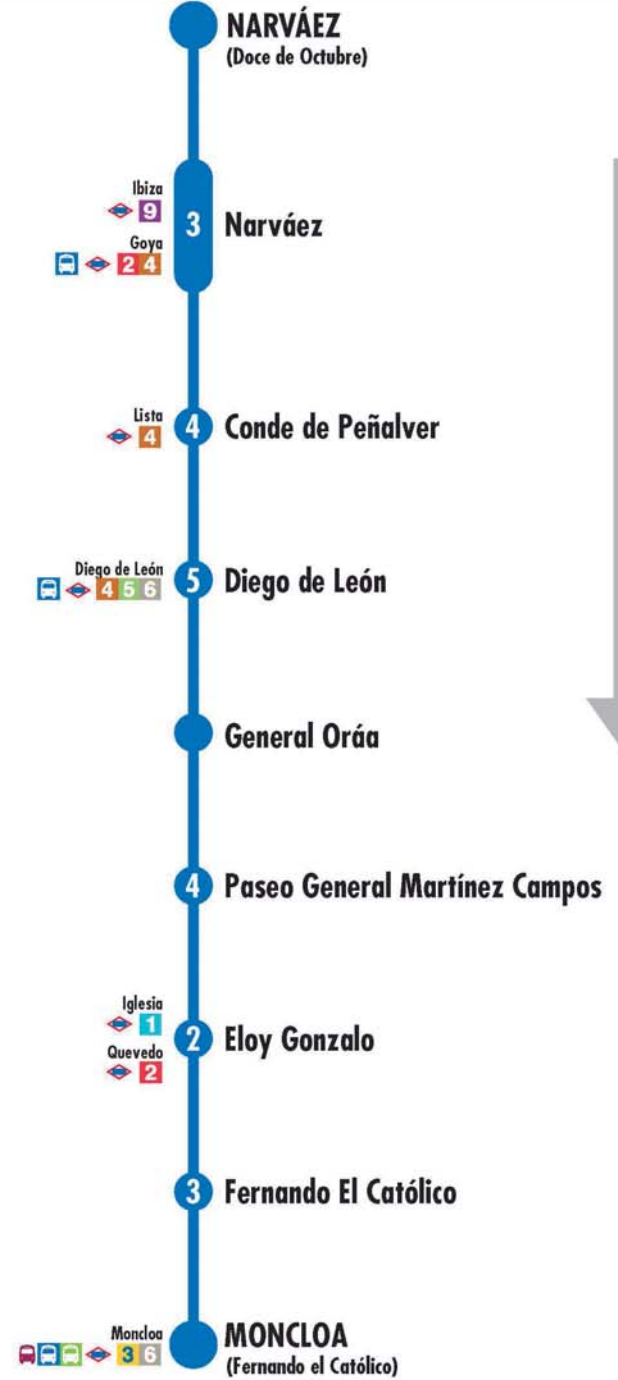 NARVÁEZ
(Doce de Octubre)
Ibiza
9
Goya
2 4
3
Narváez
Lista
4
4
Conde de Peñalver
Diego de León
4 5 6
5
Diego de León
General Oráa
4
Paseo General Martínez Campos
Iglesia
1
Quevedo
2
2
Eloy Gonzalo
3
Fernando El Católico
Moncloa
3 6
MONCLOA
(Fernando el Católico)